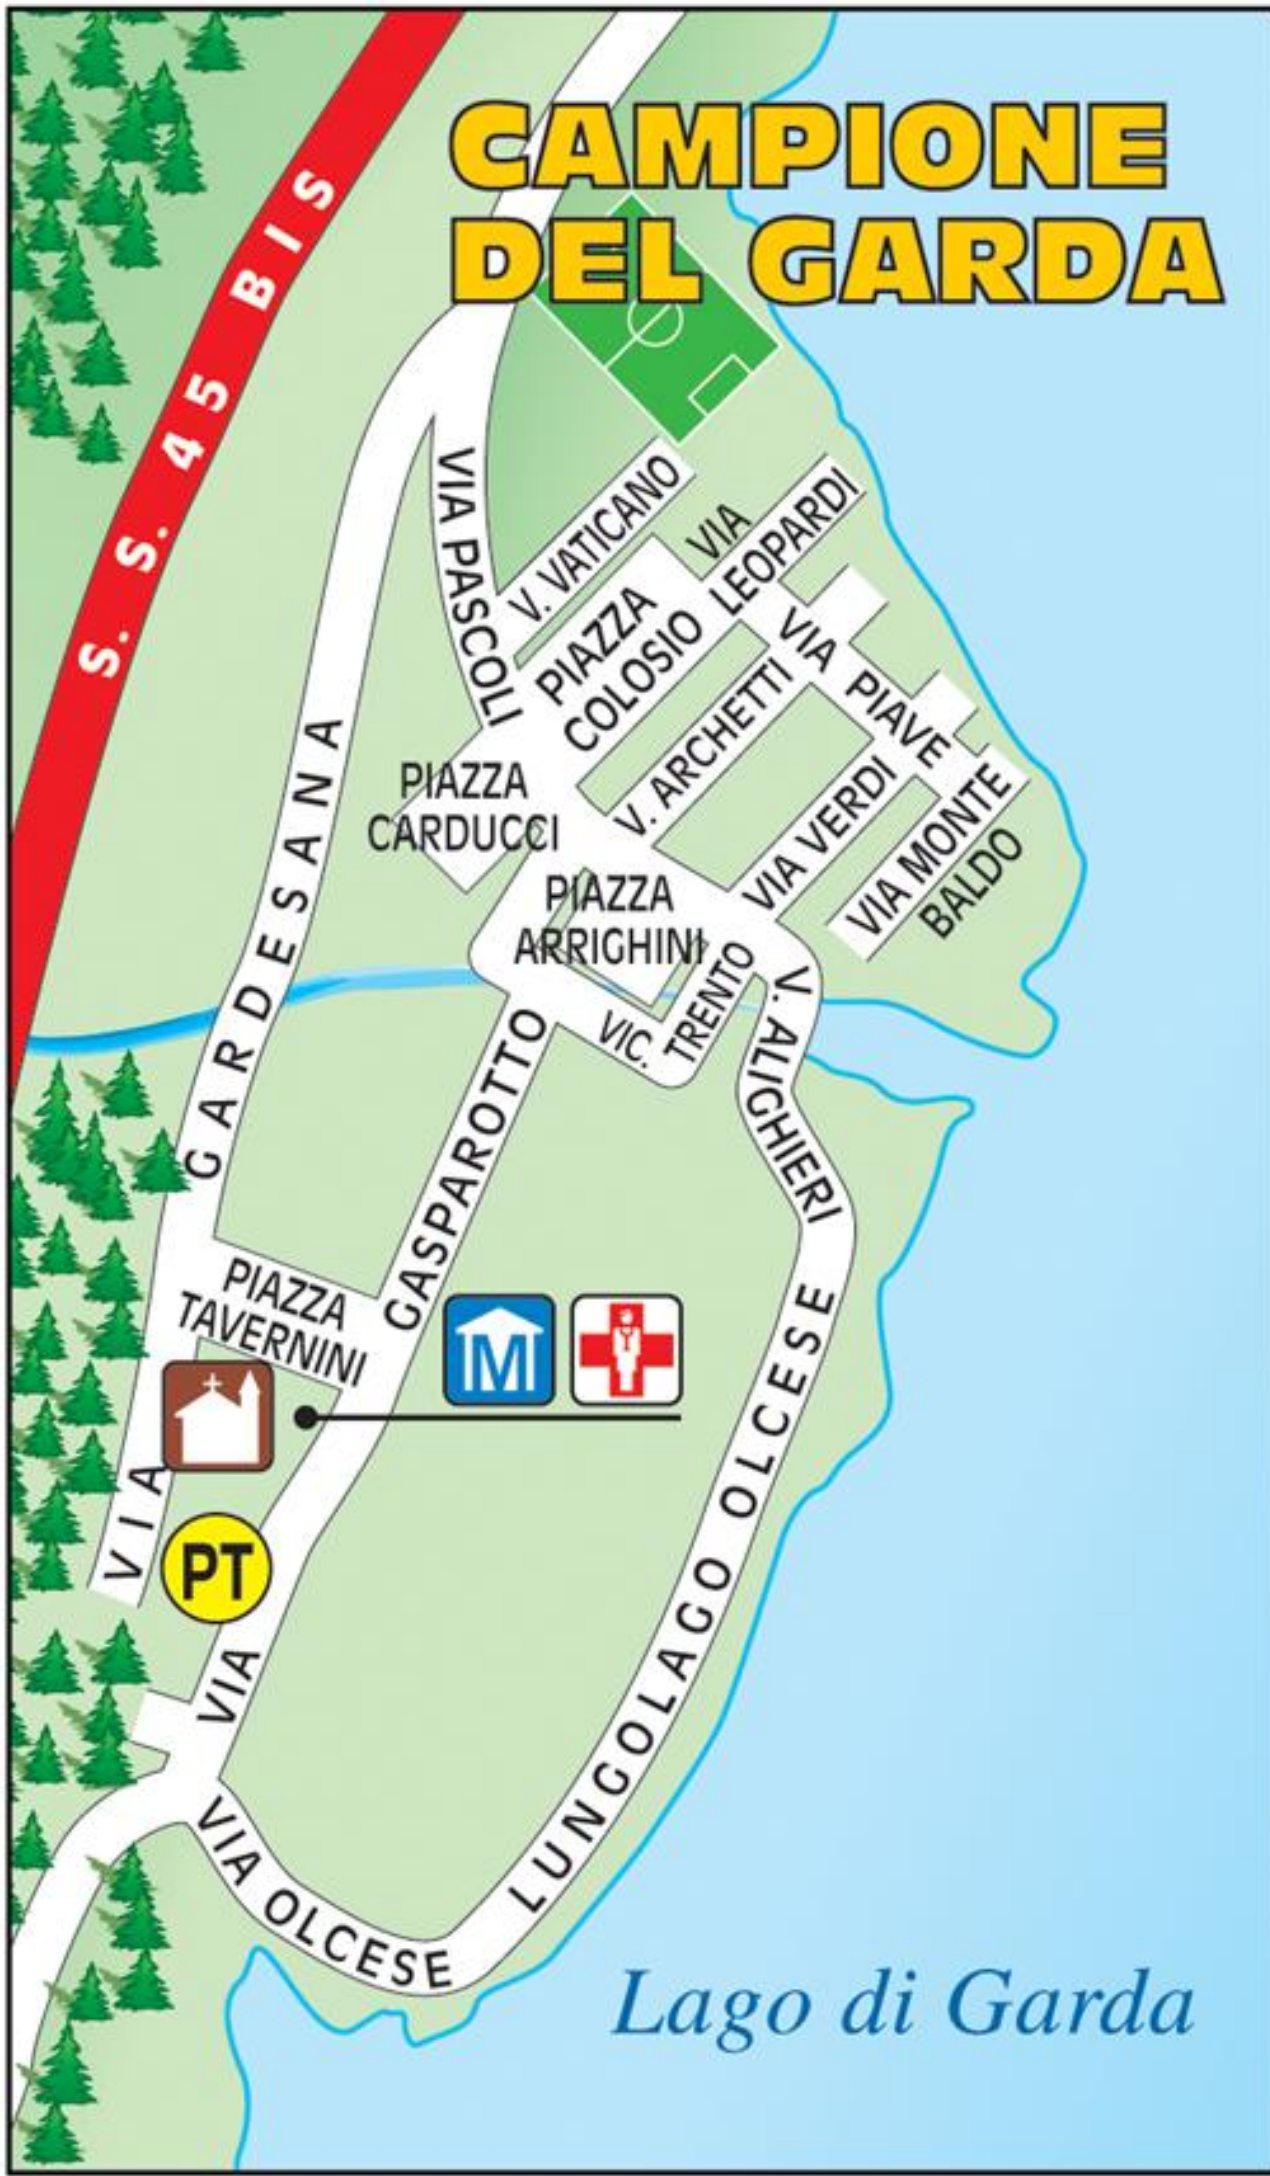 CAMPIONE
DEL GARDA
S. S. 45 BIS
VIA PASCOLI
V. VATICANO
VIA
LEOPARDI
PIAZZA
COLOSIO
VIA PIAVE
V. ARCHETTI
VIA VERDI
VIA MONTE
BALDO
PIAZZA
CARDUCCI
PIAZZA
ARRIGHINI
VIC. TRENTO
V. ALIGHIERI
VIA GARDESANA
VIA GASPAROTTO
PIAZZA
TAVERNINI
M
PT
LUNGOLAGO OLCESE
VIA OLCESE
Lago di Garda